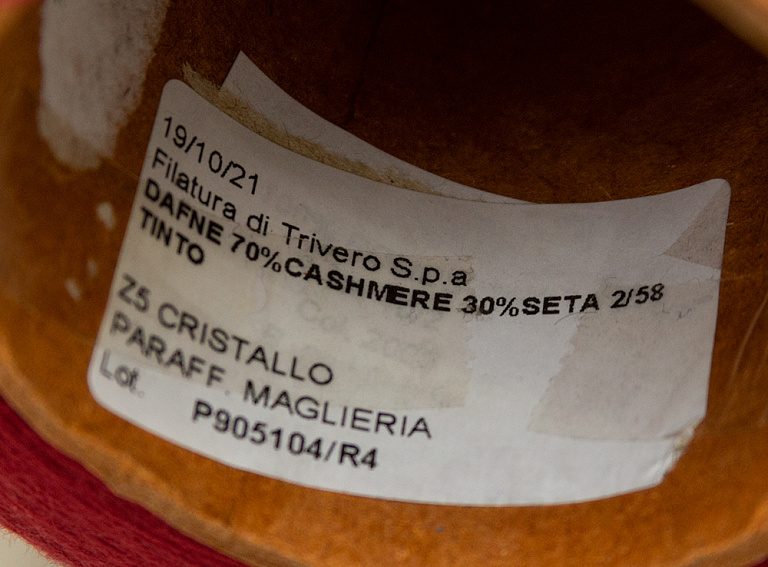 19/10/21
Filatura di Trivero S.p.a
DAFNE 70%CASHMERE 30%SETA 2/58
TINTO
Z5 CRISTALLO
PARAFF. MAGLIERIA
Lot.
P905104/R4